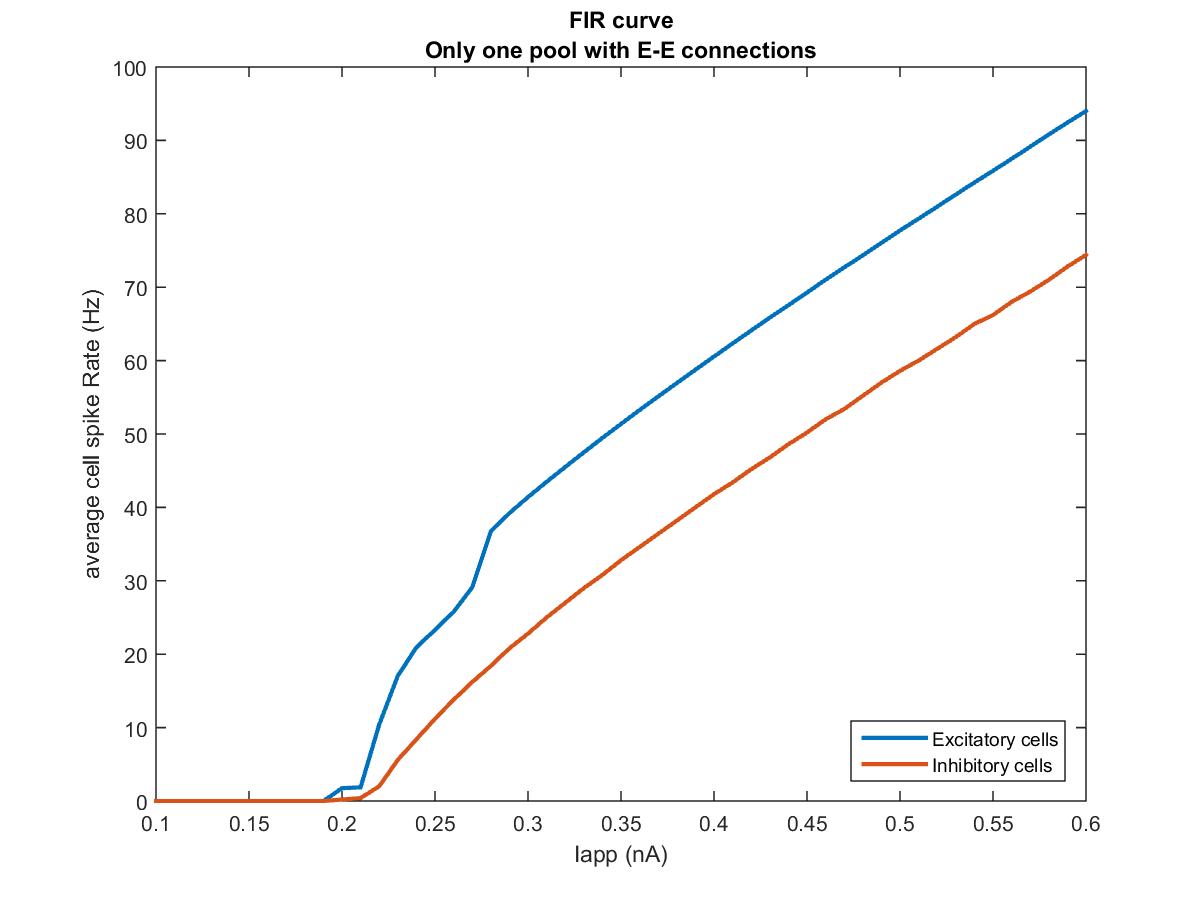 FIR curve
Only one pool with E-E connections
100
90
80
70
60
50
40
30
20
10
0
average cell spike Rate (Hz)
Excitatory cells
Inhibitory cells
0.1 0.15 0.2 0.25 0.3 0.35 0.4 0.45 0.5 0.55 0.6
Iapp (nA)